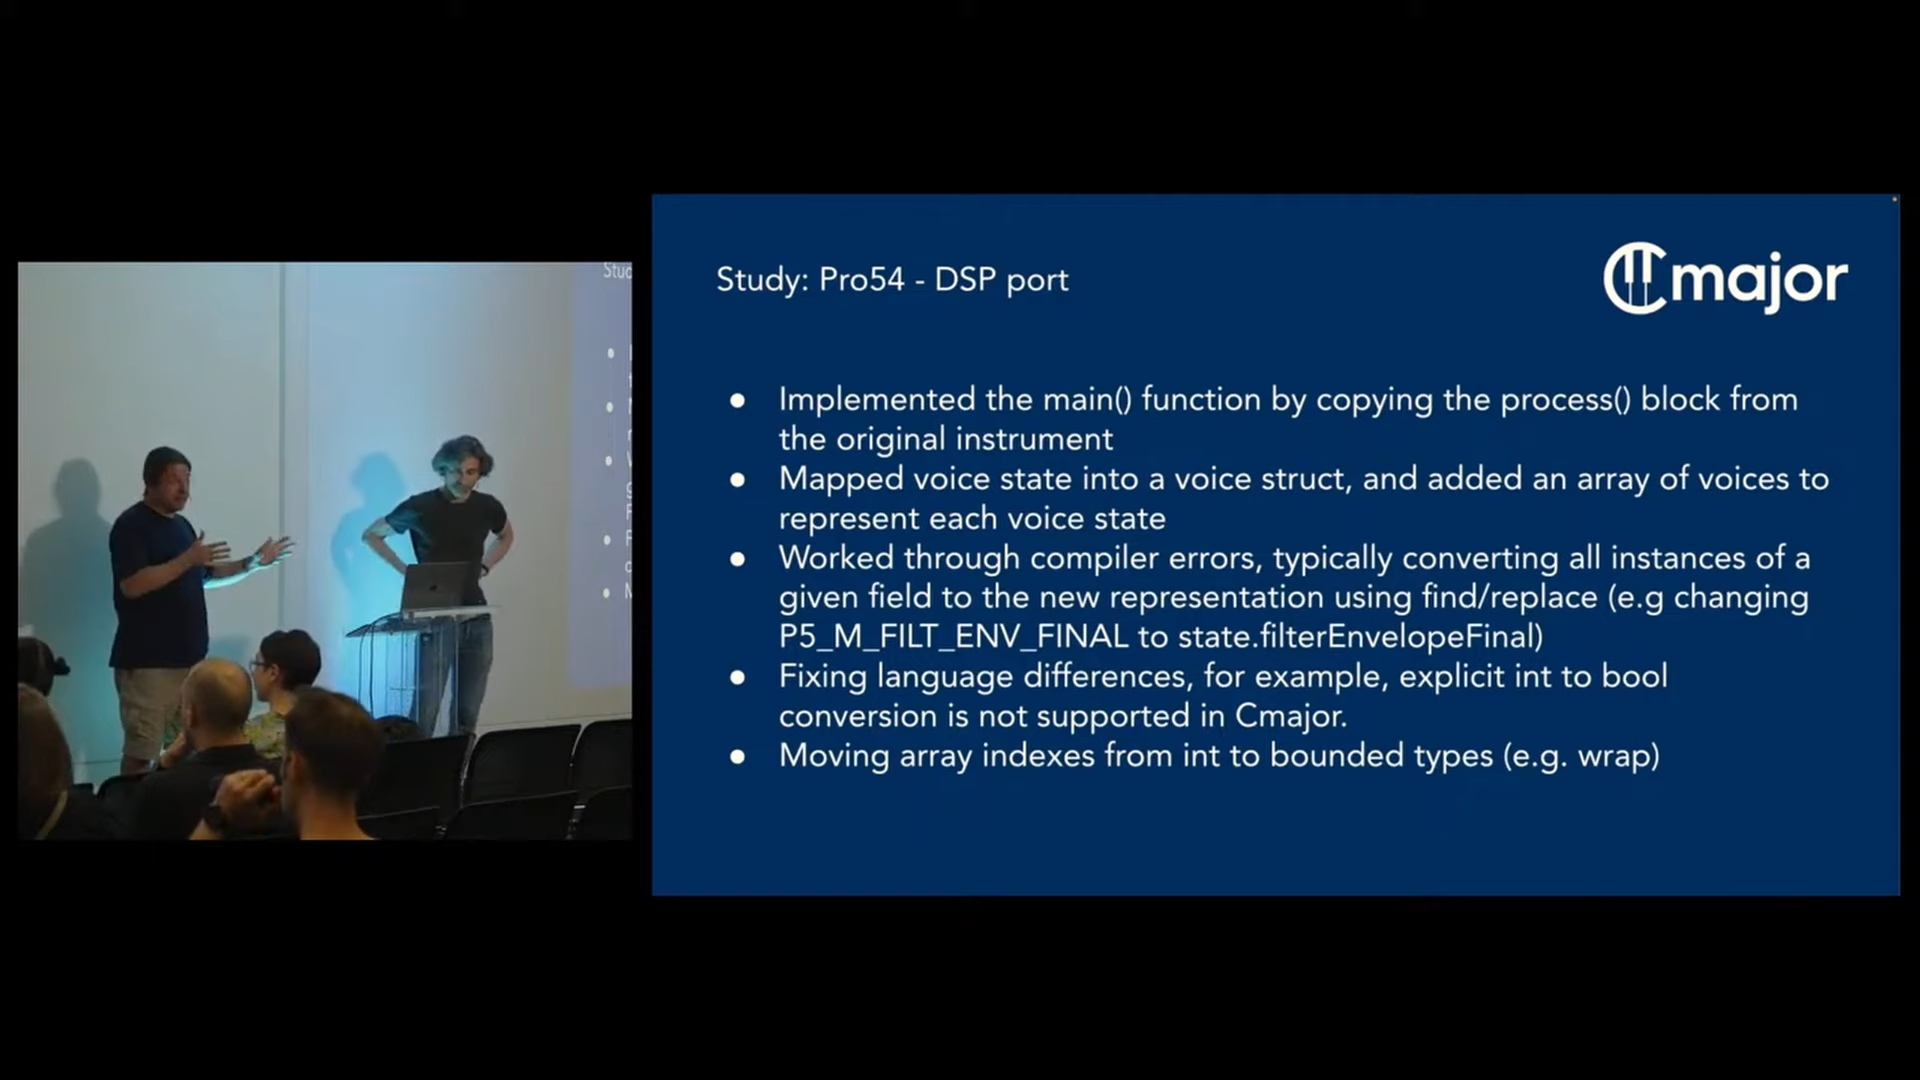 Study: Pro54 - DSP port
Cmajor
● Implemented the main() function by copying the process() block from
the original instrument
● Mapped voice state into a voice struct, and added an array of voices to
represent each voice state
● Worked through compiler errors, typically converting all instances of a
given field to the new representation using find/replace (e.g changing
P5_M_FILT_ENV_FINAL to state.filterEnvelopeFinal)
● Fixing language differences, for example, explicit int to bool
conversion is not supported in Cmajor.
● Moving array indexes from int to bounded types (e.g. wrap)